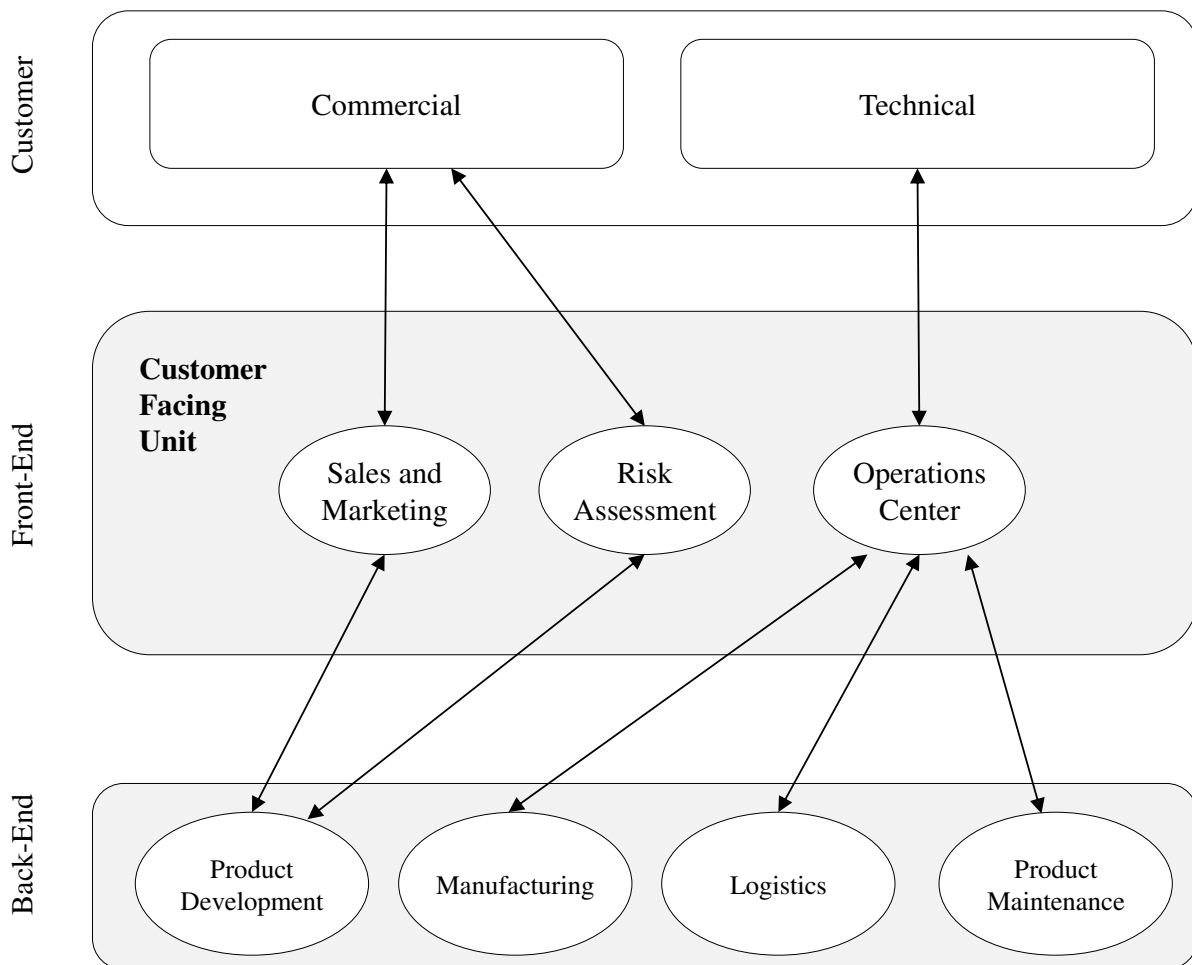 Customer
Commercial
Technical
Front-End
Customer
Facing
Unit
Sales and
Marketing
Risk
Assessment
Operations
Center
Back-End
Product
Development
Manufacturing
Logistics
Product
Maintenance